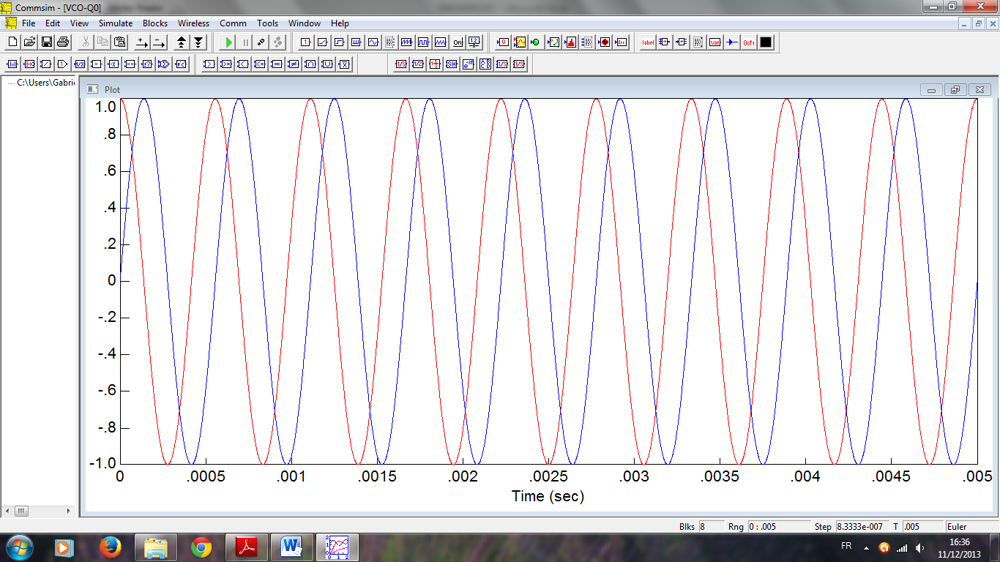 Commsim - [VCO-Q0]
File Edit View Simulate Blocks Wireless Comm Tools Window Help
label
var
C:\Users\Gabrie
Plot
1.0
.8
.6
.4
.2
0
-.2
-.4
-.6
-.8
-1.0
0 .0005 .001 .0015 .002 .0025 .003 .0035 .004 .0045 .005
Time (sec)
Blks 8 Rng 0 : .005 Step 8.3333e-007 T .005 Euler
FR 16:36
11/12/2013